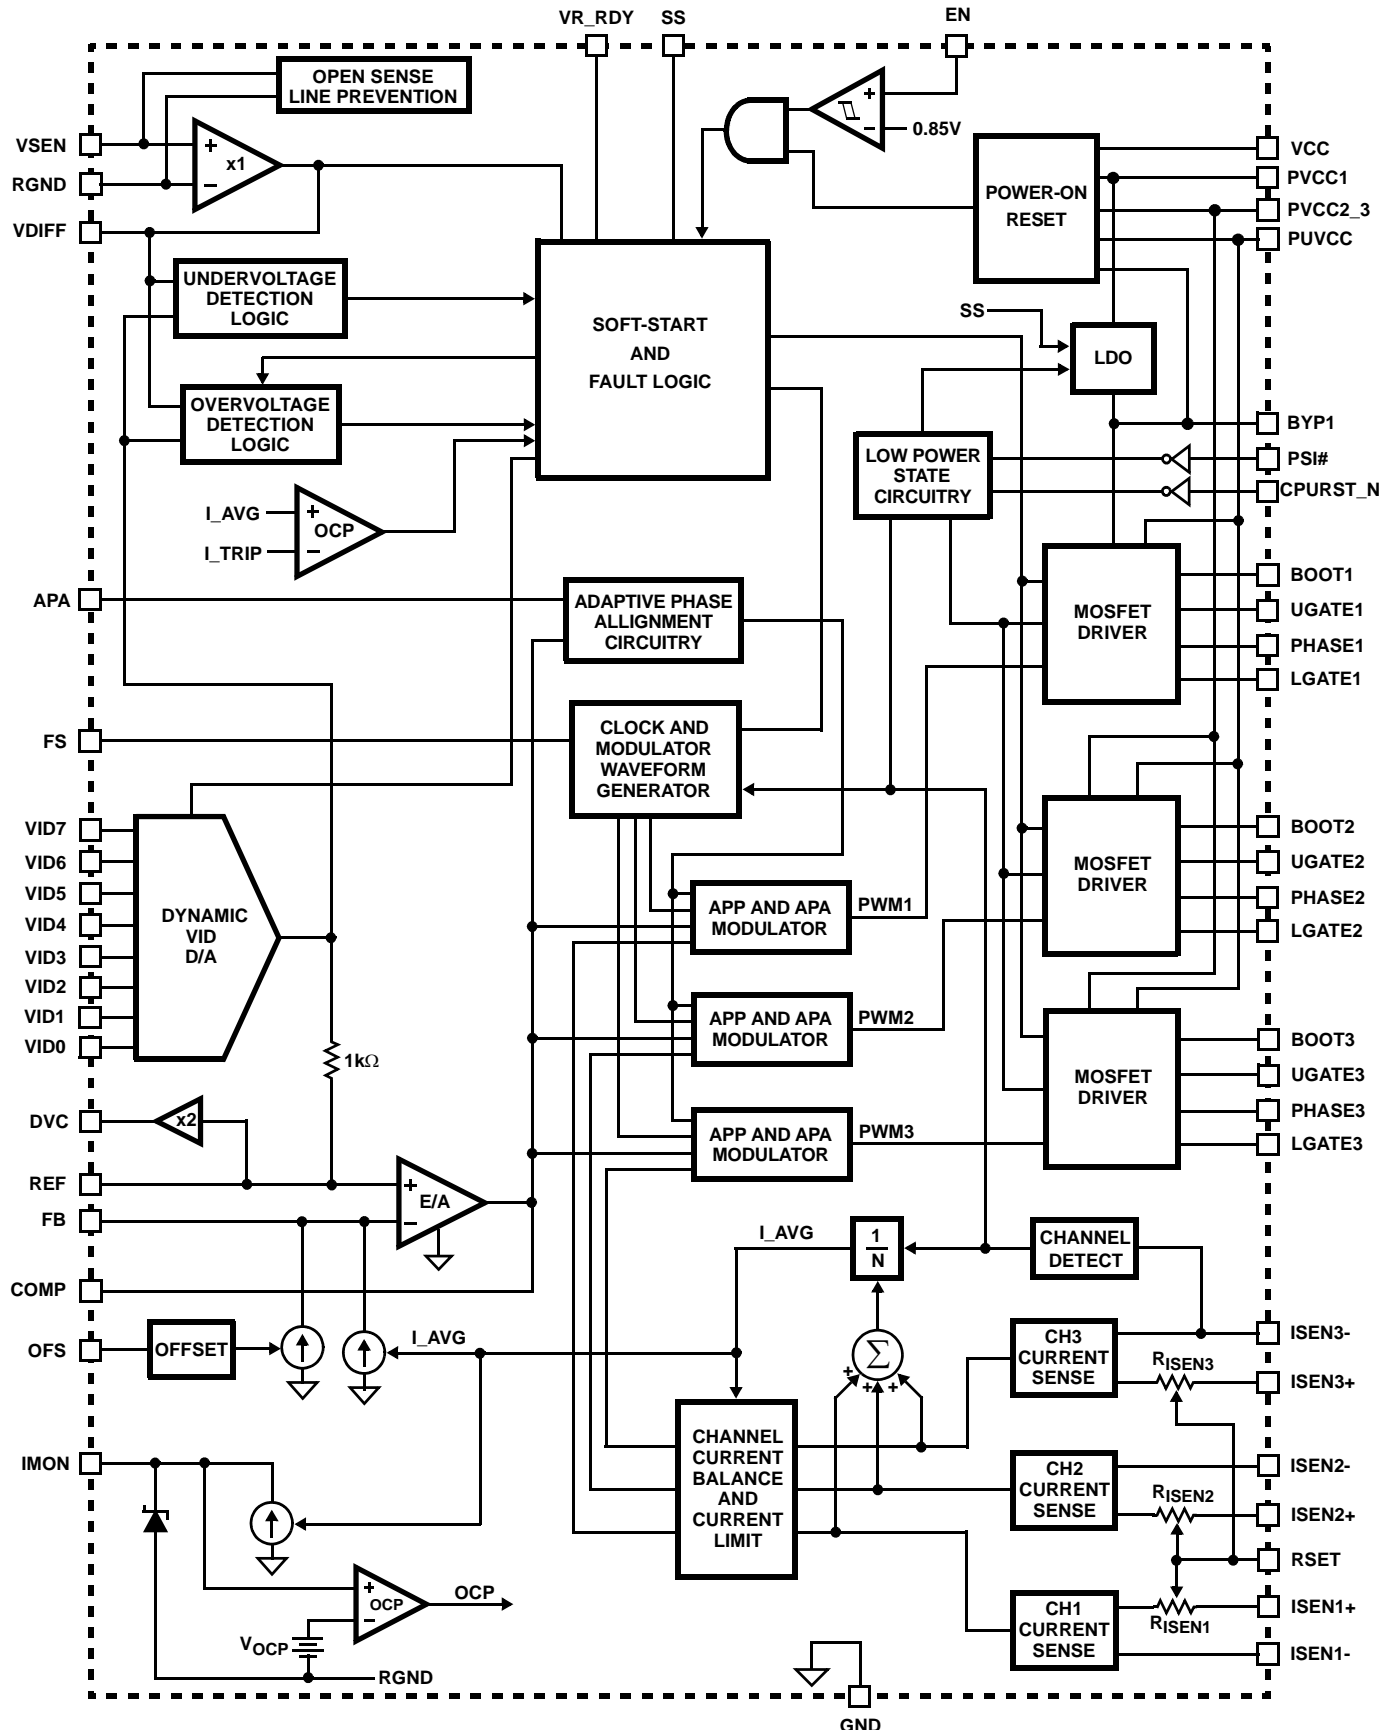 VR_RDY
SS
EN
OPEN SENSE
LINE PREVENTION
VSEN
+
x1
−
RGND
VDIFF
+
−
0.85V
POWER-ON
RESET
VCC
PVCC1
PVCC2_3
PUVCC
UNDERVOLTAGE
DETECTION
LOGIC
SOFT-START
AND
FAULT LOGIC
SS
LDO
OVERVOLTAGE
DETECTION
LOGIC
BYP1
LOW POWER
STATE
CIRCUITRY
PSI#
CPURST_N
I_AVG
+
OCP
I_TRIP
−
APA
ADAPTIVE PHASE
ALLIGNMENT
CIRCUITRY
MOSFET
DRIVER
BOOT1
UGATE1
PHASE1
LGATE1
FS
CLOCK AND
MODULATOR
WAVEFORM
GENERATOR
VID7
VID6
VID5
VID4
VID3
VID2
VID1
VID0
DYNAMIC
VID
D/A
APP AND APA
MODULATOR
PWM1
MOSFET
DRIVER
BOOT2
UGATE2
PHASE2
LGATE2
APP AND APA
MODULATOR
PWM2
1kΩ
MOSFET
DRIVER
BOOT3
UGATE3
PHASE3
LGATE3
DVC
x2
APP AND APA
MODULATOR
PWM3
REF
+
E/A
FB
−
I_AVG
1
N
CHANNEL
DETECT
COMP
OFS
OFFSET
I_AVG
Σ
+
+
+
CH3
CURRENT
SENSE
RISEN3
ISEN3-
ISEN3+
CHANNEL
CURRENT
BALANCE
AND
CURRENT
LIMIT
IMON
CH2
CURRENT
SENSE
RISEN2
ISEN2-
ISEN2+
RSET
+
OCP
−
OCP
VOCP
RGND
CH1
CURRENT
SENSE
RISEN1
ISEN1+
ISEN1-
GND